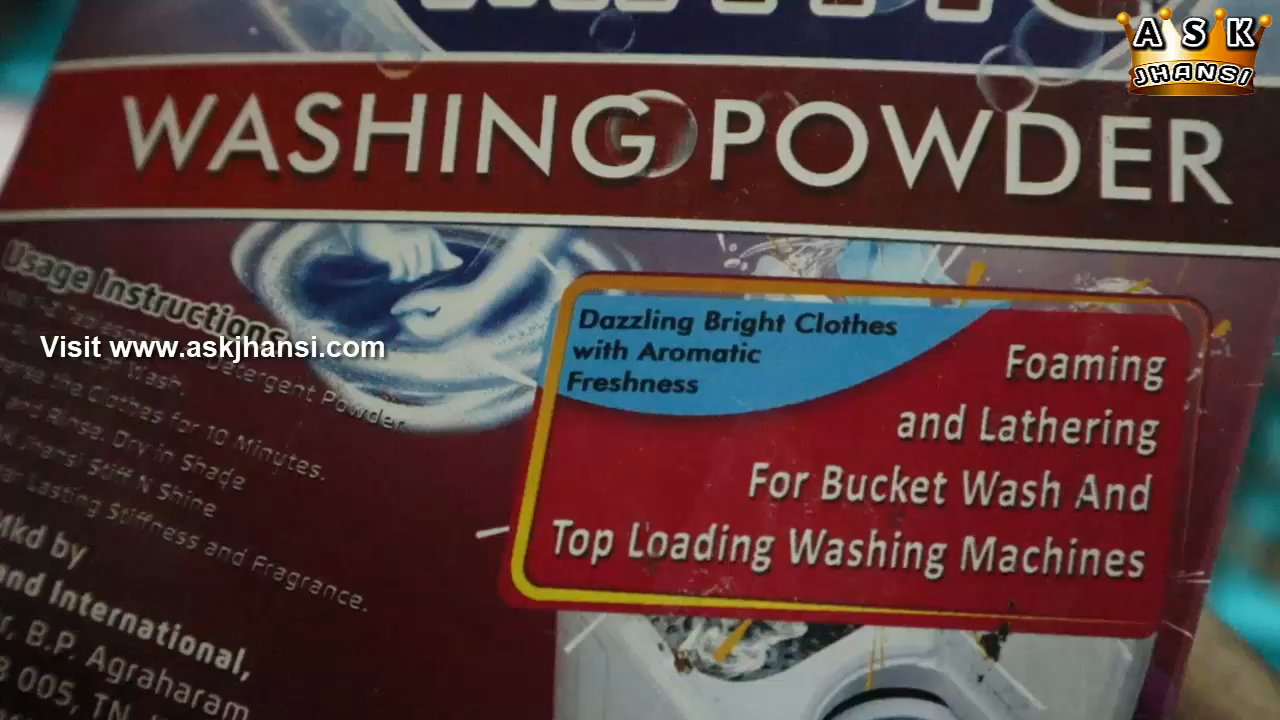 ASK
JHANSI
WASHING POWDER
Usage Instructions
Visit www.askjhansi.com
Detergent Powder
Wash.
the Clothes for 10 Minutes.
and Rinse. Dry in Shade
Jhansi Stiff N Shine
Lasting Stiffness and Fragrance.
Mkd by
International,
B.P. Agraharam
005, TN,
Dazzling Bright Clothes
with Aromatic
Freshness
Foaming
and Lathering
For Bucket Wash And
Top Loading Washing Machines